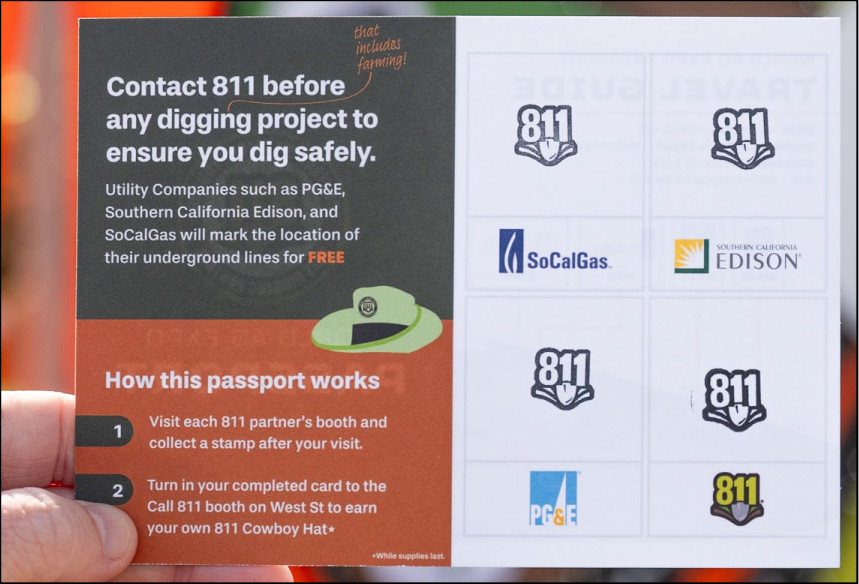 that
includes
farming!
Contact 811 before
any digging project to
ensure you dig safely.
Utility Companies such as PG&E,
Southern California Edison, and
SoCalGas will mark the location of
their underground lines for FREE
How this passport works
1 Visit each 811 partner's booth and
collect a stamp after your visit.
2 Turn in your completed card to the
Call 811 booth on West St to earn
your own 811 Cowboy Hat*
*While supplies last.
811
811
SoCalGas
SOUTHERN CALIFORNIA
EDISON
811
811
PG&E
811
TRAVEL GUIDE